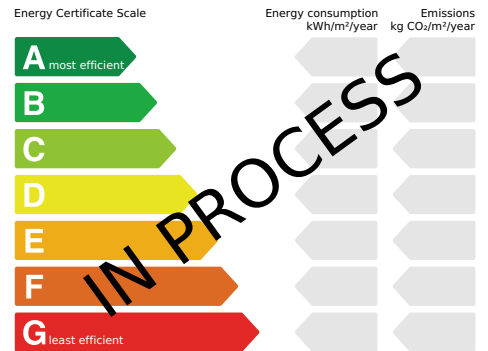 Energy Certificate Scale
Energy consumption
kWh/m²/year
Emissions
kg CO₂/m²/year
A most efficient
B
C
D
E
F
G least efficient
IN PROCESS